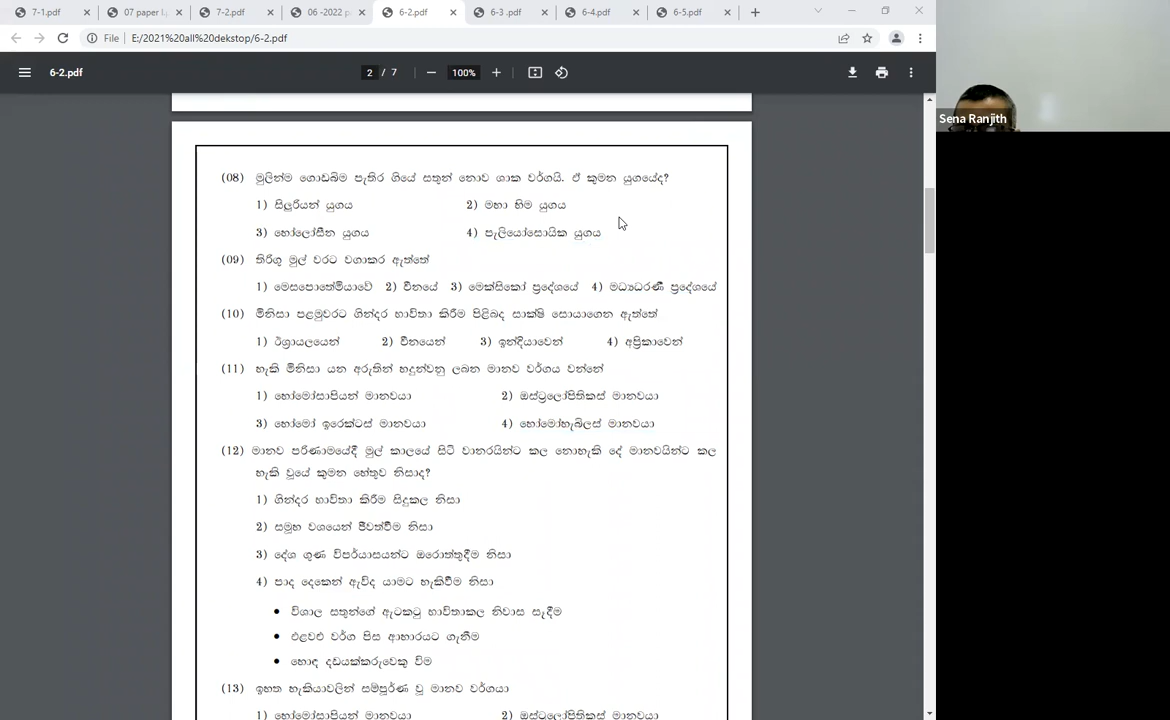 7-1.pdf
07 paper I.p
7-2.pdf
06 -2022 p
6-2.pdf
6-3 .pdf
6-4.pdf
6-5.pdf
File | E:/2021%20all%20dekstop/6-2.pdf
6-2.pdf
2 / 7
100%
Sena Ranjith
(08) මුලින්ම ගොඩබිම පැතිර ගියේ සතුන් නොව ශාක වර්ගයි. ඒ කුමන යුගයේද?
1) සිලුරියන් යුගය 2) මහා හිම යුගය
3) හෝලෝසීන යුගය 4) පැලියෝසොයික යුගය
(09) තිරිගු මුල් වරට වගාකර ඇත්තේ
1) මෙසපොතේමියාවේ 2) චීනයේ 3) මෙක්සිකෝ ප්‍රදේශයේ 4) මධ්‍යධරණී ප්‍රදේශයේ
(10) මිනිසා පළමුවරට ගින්දර භාවිතා කිරීම පිළිබද සාක්ෂි සොයාගෙන ඇත්තේ
1) ඊශ්‍රායලයෙන් 2) චීනයෙන් 3) ඉන්දියාවෙන් 4) අප්‍රිකාවෙන්
(11) හැකි මිනිසා යන අරුතින් හදුන්වනු ලබන මානව වර්ගය වන්නේ
1) හෝමෝසාපියන් මානවයා 2) ඔස්ට්‍රලෝපිතිකස් මානවයා
3) හෝමෝ ඉරෙක්ටස් මානවයා 4) හෝමෝහැබිලස් මානවයා
(12) මානව පරිණාමයේදී මුල් කාලයේ සිටි වානරයින්ට කල නොහැකි දේ මානවයින්ට කල
හැකි වූයේ කුමන හේතුව නිසාද?
1) ගින්දර භාවිතා කිරීම සිදුකල නිසා
2) සමූහ වශයෙන් ජීවත්වීම නිසා
3) දේශ ගුණ විපර්යාසයන්ට ඔරොත්තුදීම නිසා
4) පාද දෙකෙන් ඇවිද යාමට හැකිවීම නිසා
• විශාල සතුන්ගේ ඇටකටු භාවිතාකල නිවාස සැදීම
• එළවළු වර්ග පිස ආහාරයට ගැනීම
• හොඳ දඩයක්කරුවෙකු විම
(13) ඉහත හැකියාවලින් සම්පූර්ණ වූ මානව වර්ගයා
1) හෝමෝසාපියන් මානවයා 2) ඔස්ට්‍රලෝපිතිකස් මානවයා